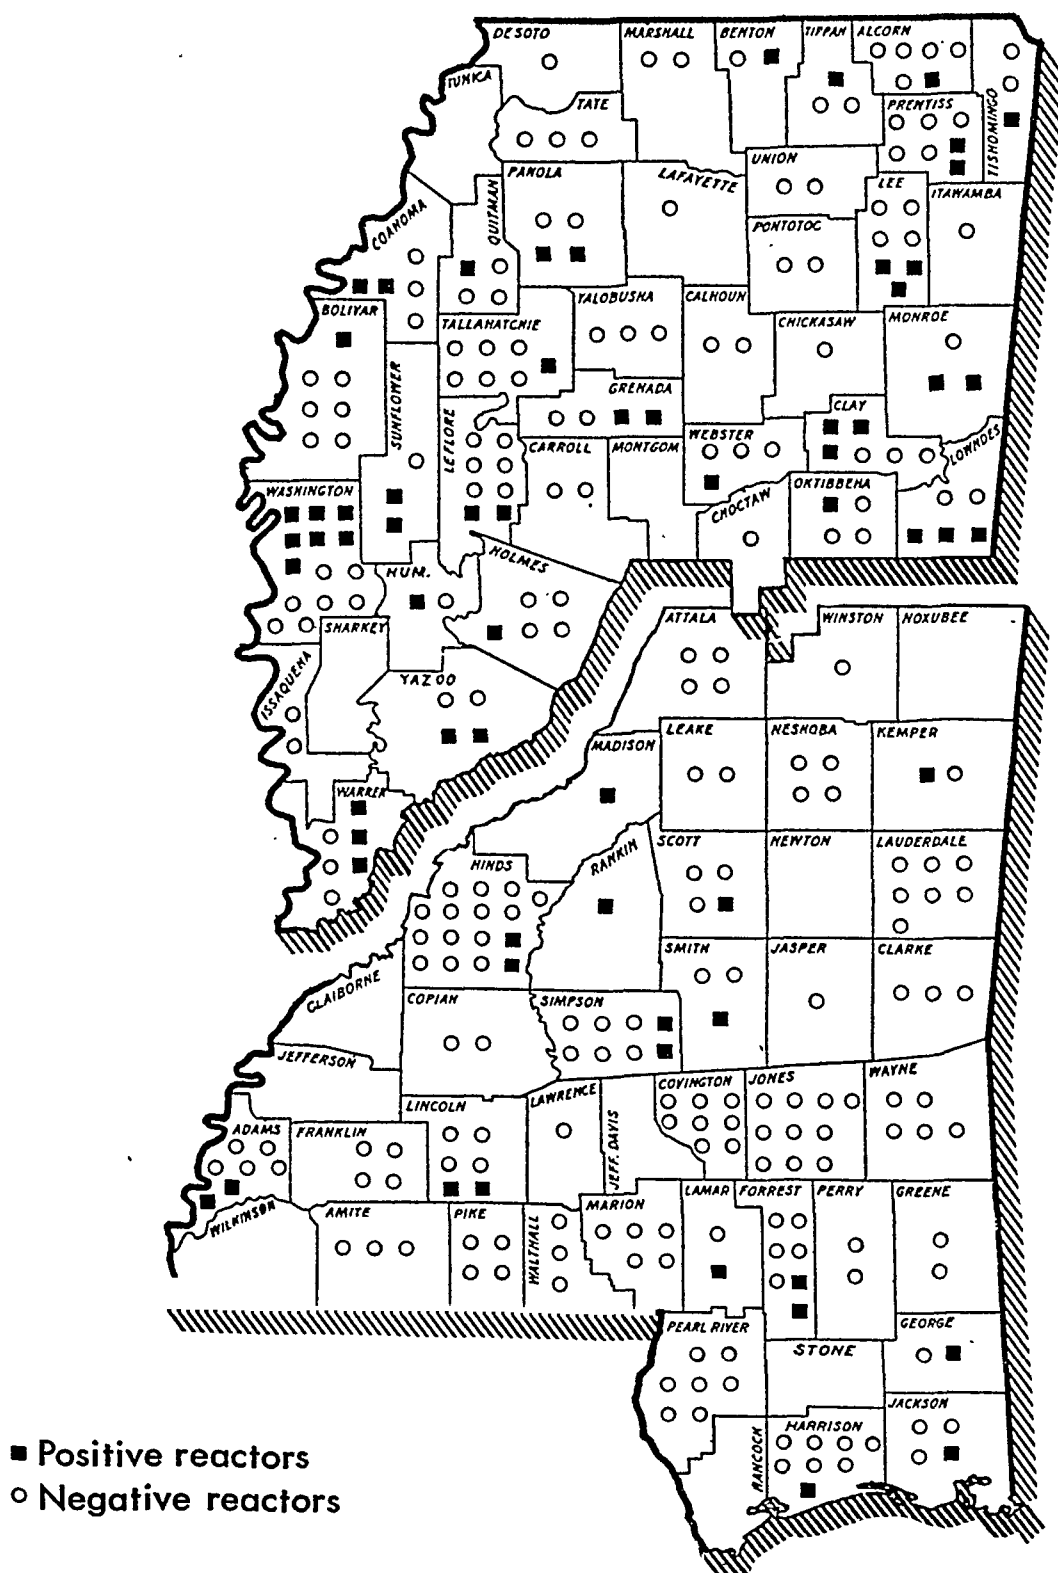 DE SOTO
MARSHALL
BENTON
TIPPAH
ALCORN
TUNICA
TATE
PRENTISS
TISHOMINGO
PANOLA
LAFAYETTE
UNION
LEE
ITAWAMBA
COAHOMA
QUITMAN
PONTOTOC
BOLIVAR
TALLAHATCHIE
YALOBUSHA
CALHOUN
CHICKASAW
MONROE
SUNFLOWER
GRENADA
LEFLORE
CARROLL
MONTGOM
WEBSTER
CLAY
LOWNDES
WASHINGTON
CHOCTAW
OKTIBBEHA
HUM.
HOLMES
SHARKEY
ATTALA
WINSTON
NOXUBEE
ISSAQUENA
YAZOO
MADISON
LEAKE
NESHOBA
KEMPER
WARREN
HINDS
RANKIN
SCOTT
NEWTON
LAUDERDALE
CLAIBORNE
COPIAH
SIMPSON
SMITH
JASPER
CLARKE
JEFFERSON
LINCOLN
LAWRENCE
COVINGTON
JONES
WAYNE
ADAMS
FRANKLIN
JEFF. DAVIS
WILKINSON
AMITE
PIKE
WALTHALL
MARION
LAMAR
FORREST
PERRY
GREENE
PEARL RIVER
STONE
GEORGE
HANCOCK
HARRISON
JACKSON
Positive reactors
Negative reactors